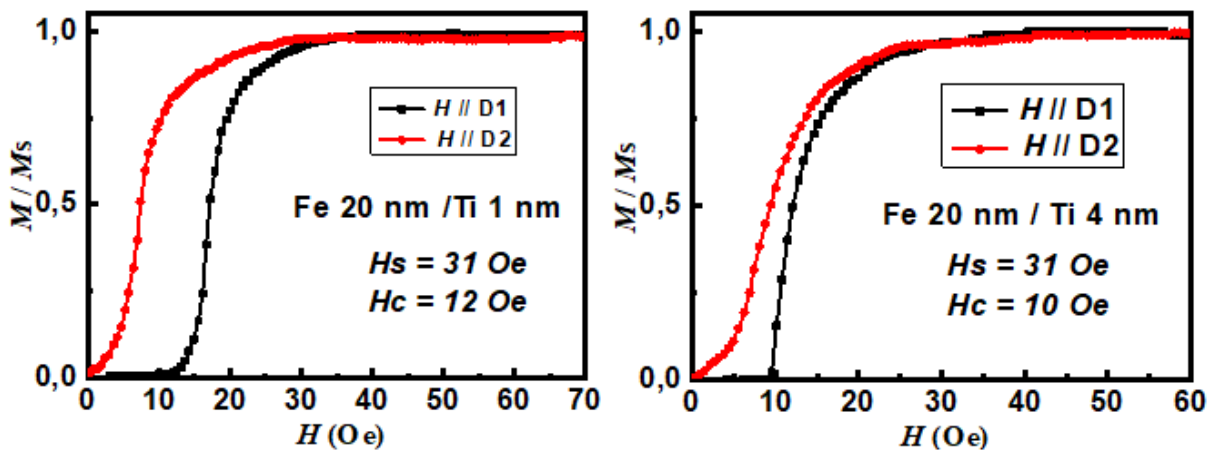 1,0
0,5
0,0
M / Ms
H // D1
H // D2
Fe 20 nm /Ti 1 nm
Hs = 31 Oe
Hc = 12 Oe
0 10 20 30 40 50 60 70
H (Oe)
1,0
0,5
0,0
M / Ms
H // D1
H // D2
Fe 20 nm / Ti 4 nm
Hs = 31 Oe
Hc = 10 Oe
0 10 20 30 40 50 60
H (Oe)